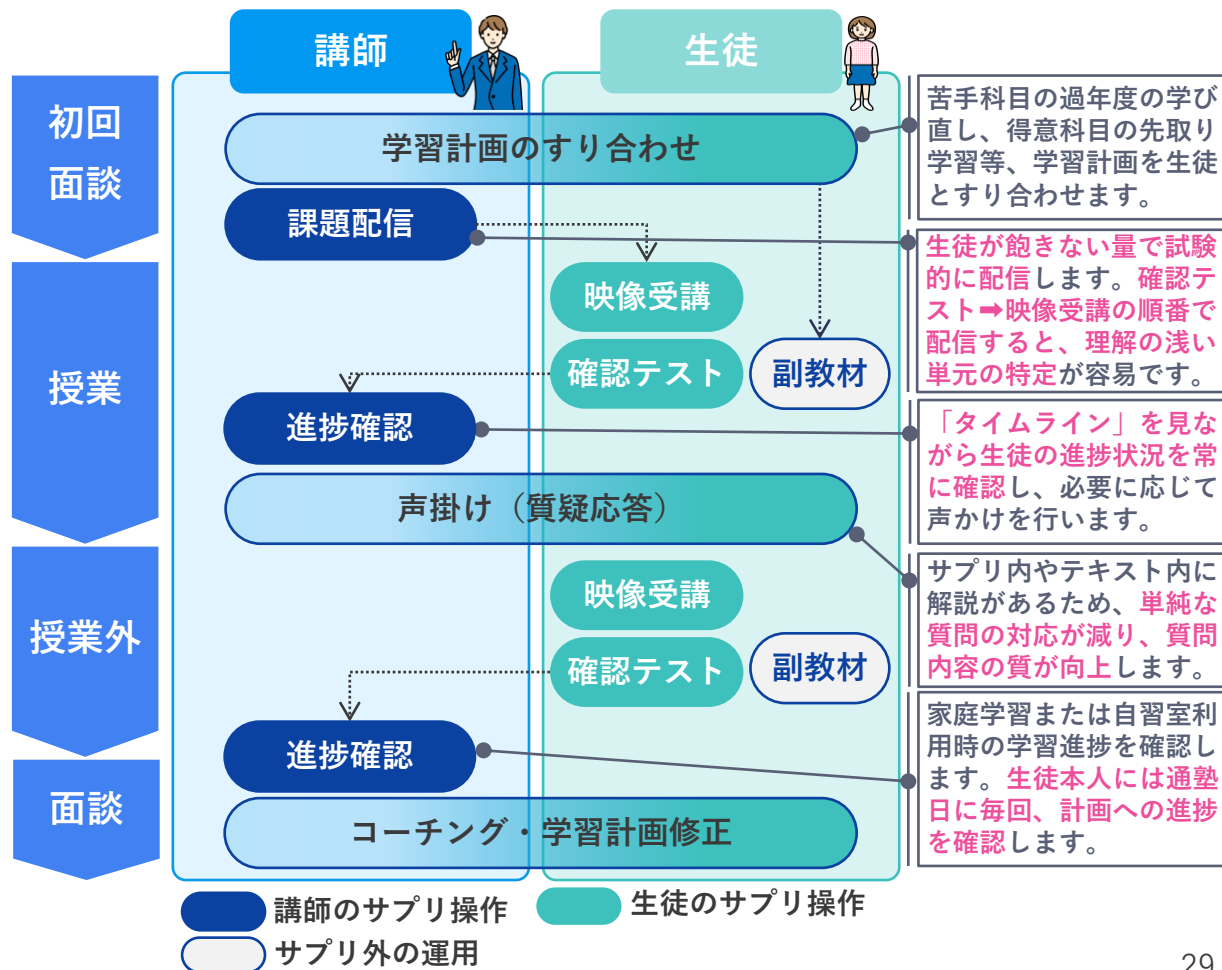 講師
生徒
初回
面談
学習計画のすり合わせ
苦手科目の過年度の学び
直し、得意科目の先取り
学習等、学習計画を生徒
とすり合わせます。
課題配信
生徒が飽きない量で試験
的に配信します。確認テ
スト➡映像受講の順番で
配信すると、理解の浅い
単元の特定が容易です。
授業
映像受講
確認テスト
副教材
進捗確認
「タイムライン」を見な
がら生徒の進捗状況を常
に確認し、必要に応じて
声かけを行います。
声掛け（質疑応答）
サプリ内やテキスト内に
解説があるため、単純な
質問の対応が減り、質問
内容の質が向上します。
授業外
映像受講
確認テスト
副教材
進捗確認
家庭学習または自習室利
用時の学習進捗を確認し
ます。生徒本人には通塾
日に毎回、計画への進捗
を確認します。
面談
コーチング・学習計画修正
講師のサプリ操作
生徒のサプリ操作
サプリ外の運用
29